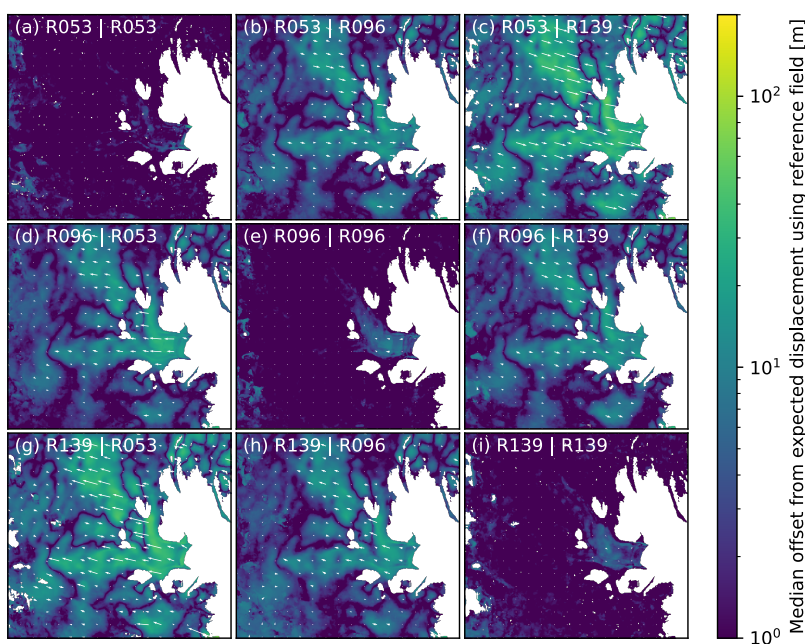 (a) R053 | R053
(b) R053 | R096
(c) R053 | R139
(d) R096 | R053
(e) R096 | R096
(f) R096 | R139
(g) R139 | R053
(h) R139 | R096
(i) R139 | R139
10²
10¹
10⁰
Median offset from expected displacement using reference field [m]